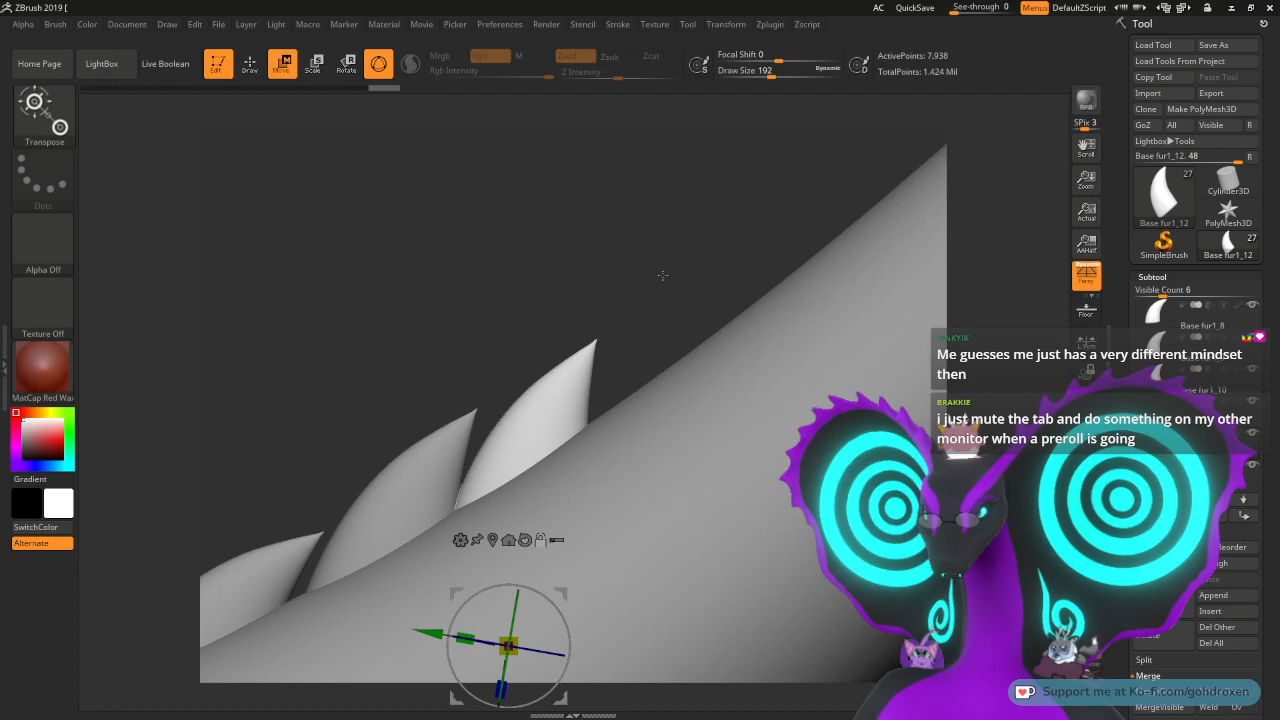 ZBrush 2019 [
AC
QuickSave
See-through 0
Menus
DefaultZScript
Alpha Brush Color Document Draw Edit File Layer Light Macro Marker Material Movie Picker Preferences Render Stencil Stroke Texture Tool Transform Zplugin Zscript
Tool
Home Page
LightBox
Live Boolean
Edit
Draw
Move
Scale
Rotate
Mrgb
M
Rgb Intensity
Zadd
Zsub
Zcut
Z Intensity
Focal Shift 0
Draw Size 192
Dynamic
ActivePoints: 7.938
TotalPoints: 1.424 Mil
Load Tool
Save As
Load Tools From Project
Copy Tool
Paste Tool
Import
Export
Clone
Make PolyMesh3D
GoZ
All
Visible
R
Lightbox▶Tools
Base fur1_12. 48
R
27
Base fur1_12
Cylinder3D
PolyMesh3D
SimpleBrush
27
Base fur1_12
Subtool
Visible Count 6
Base fur1_8
Transpose
Dots
Alpha Off
Texture Off
MatCap Red Wax
Gradient
SwitchColor
Alternate
BPR
SPix 3
Scroll
Zoom
Actual
AAHalf
Dynamic
Persp
Floor
Me guesses me just has a very different mindset
then
BRAKKIE
i just mute the tab and do something on my other
monitor when a preroll is going
Append
Insert
Del Other
Del All
Split
Merge
MergeVisible
Weld
Uv
Support me at Ko-fi.com/gohdroxen